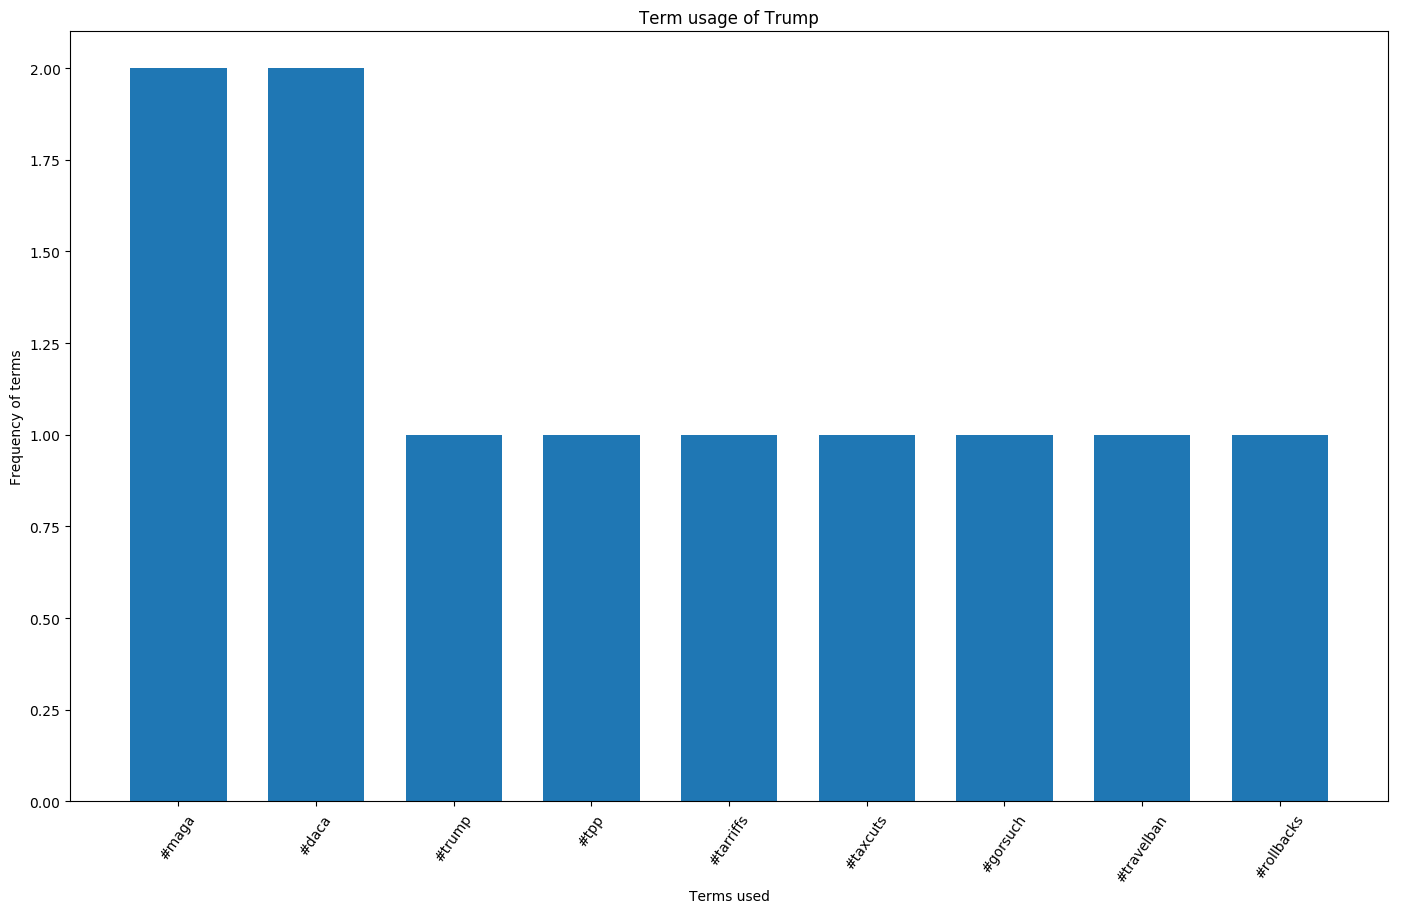 Term usage of Trump
Frequency of terms
2.00
1.75
1.50
1.25
1.00
0.75
0.50
0.25
0.00
#maga
#daca
#trump
#tpp
#tarriffs
#taxcuts
#gorsuch
#travelban
#rollbacks
Terms used